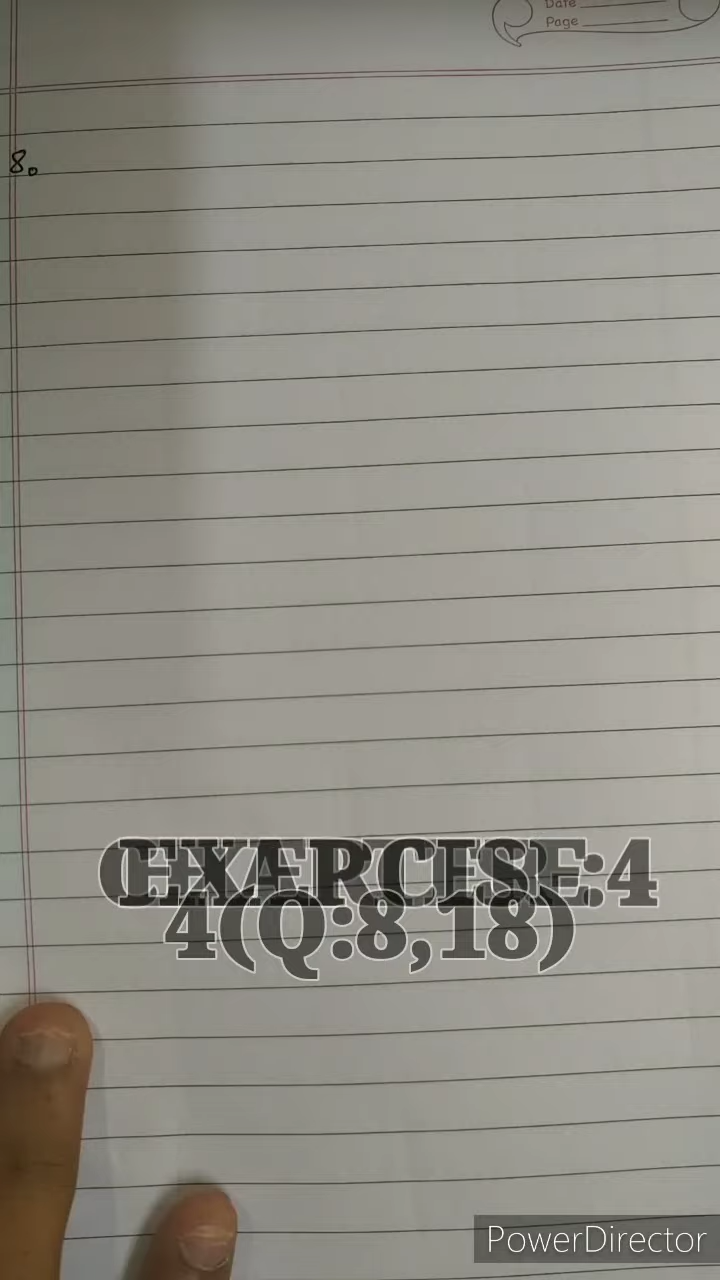 Date
Page
8.
EXERCISE:4
4(Q:8,18)
PowerDirector